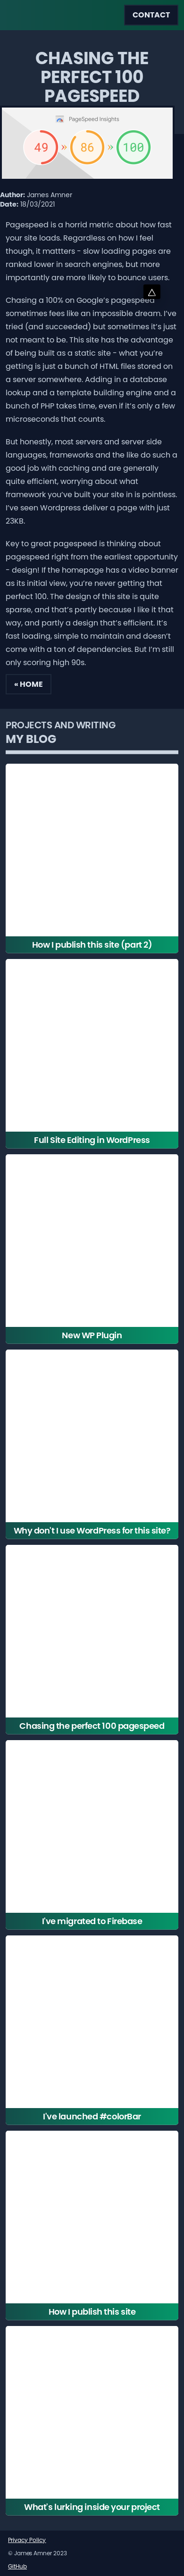 CONTACT
CHASING THE
PERFECT 100
PAGESPEED
PageSpeed Insights
49 » 86 » 100
Author: James Amner
Date: 18/03/2021
Pagespeed is a horrid metric about how fast
your site loads. Regardless on how I feel
though, it mattters - slow loading pages are
ranked lower in search engines, but more
importantly are more likely to bounce users.
Chasing a 100% on Google's pagespeed
sometimes feels like an impossible dream. I've
tried (and succeeded) but sometimes it's just
not meant to be. This site has the advantage
of being built as a static site - what you're
getting is just a bunch of HTML files stored on
a server somewhere. Adding in a database
lookup and a template building engine and a
bunch of PHP takes time, even if it's only a few
microseconds that counts.
But honestly, most servers and server side
languages, frameworks and the like do such a
good job with caching and are generally
quite efficient, worrying about what
framework you've built your site in is pointless.
I've seen Wordpress deliver a page with just
23KB.
Key to great pagespeed is thinking about
pagespeed right from the earliest opportunity
- design! If the homepage has a video banner
as its initial view, you're never getting that
perfect 100. The design of this site is quite
sparse, and that's partly because I like it that
way, and partly a design that's efficient. It's
fast loading, simple to maintain and doesn't
come with a ton of dependencies. But I'm still
only scoring high 90s.
« HOME
PROJECTS AND WRITING
MY BLOG
How I publish this site (part 2)
Full Site Editing in WordPress
New WP Plugin
Why don't I use WordPress for this site?
Chasing the perfect 100 pagespeed
I've migrated to Firebase
I've launched #colorBar
How I publish this site
What's lurking inside your project
Privacy Policy
© James Amner 2023
GitHub